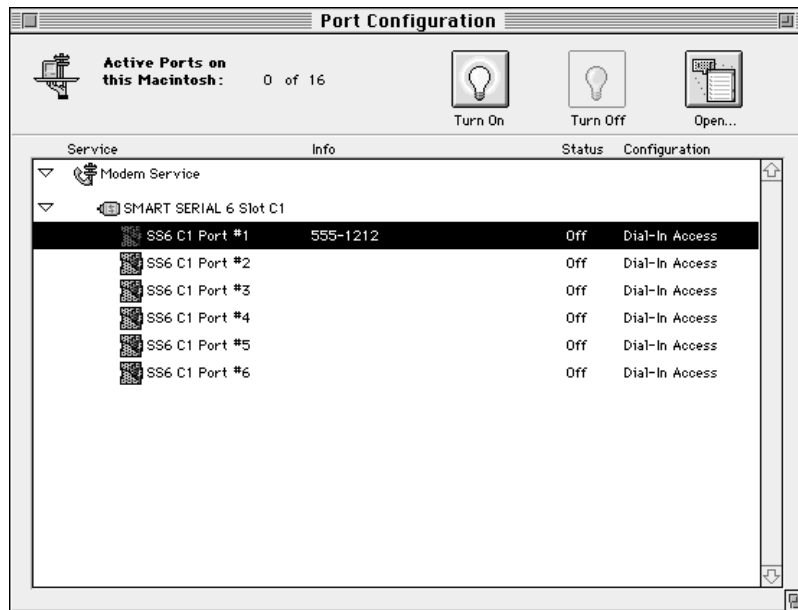 Port Configuration
Active Ports on
this Macintosh: 0 of 16
Turn On Turn Off Open...
Service Info Status Configuration
Modem Service
SMART SERIAL 6 Slot C1
SS6 C1 Port #1 555-1212 Off Dial-In Access
SS6 C1 Port #2 Off Dial-In Access
SS6 C1 Port #3 Off Dial-In Access
SS6 C1 Port #4 Off Dial-In Access
SS6 C1 Port #5 Off Dial-In Access
SS6 C1 Port #6 Off Dial-In Access